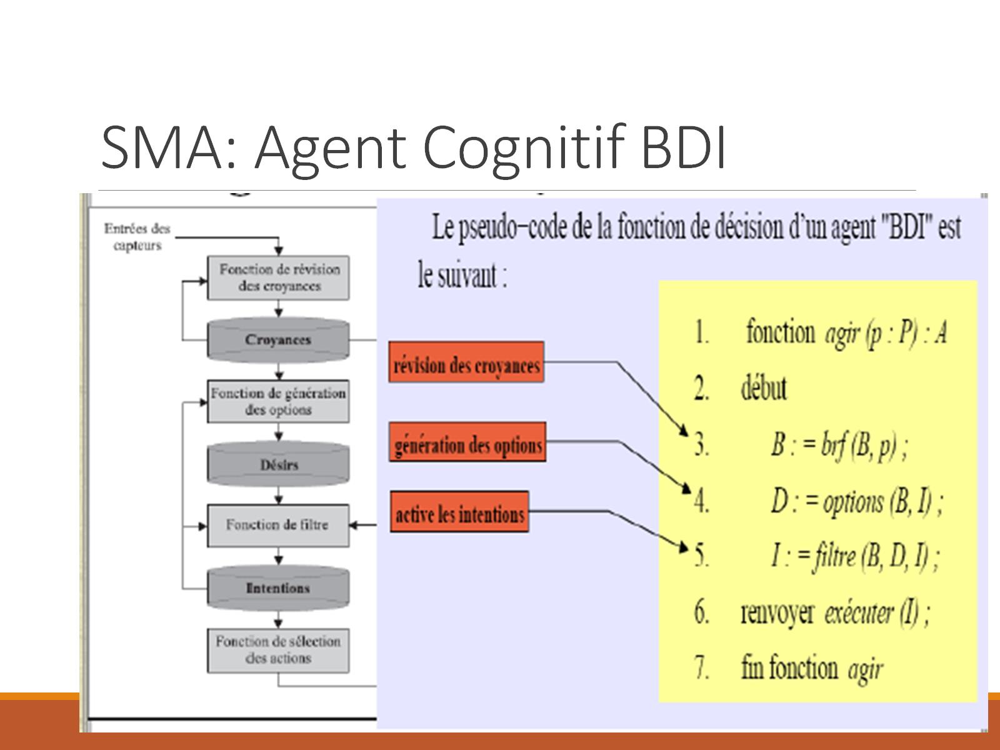 SMA: Agent Cognitif BDI
Entrées des
capteurs
Fonction de révision
des croyances
Croyances
Fonction de génération
des options
Désirs
Fonction de filtre
Intentions
Fonction de sélection
des actions
Le pseudo-code de la fonction de décision d'un agent "BDI" est
le suivant :
révision des croyances
génération des options
active les intentions
1. fonction agir (p : P) : A
2. début
3. B : = brf (B, p) ;
4. D : = options (B, I) ;
5. I : = filtre (B, D, I) ;
6. renvoyer exécuter (I) ;
7. fin fonction agir